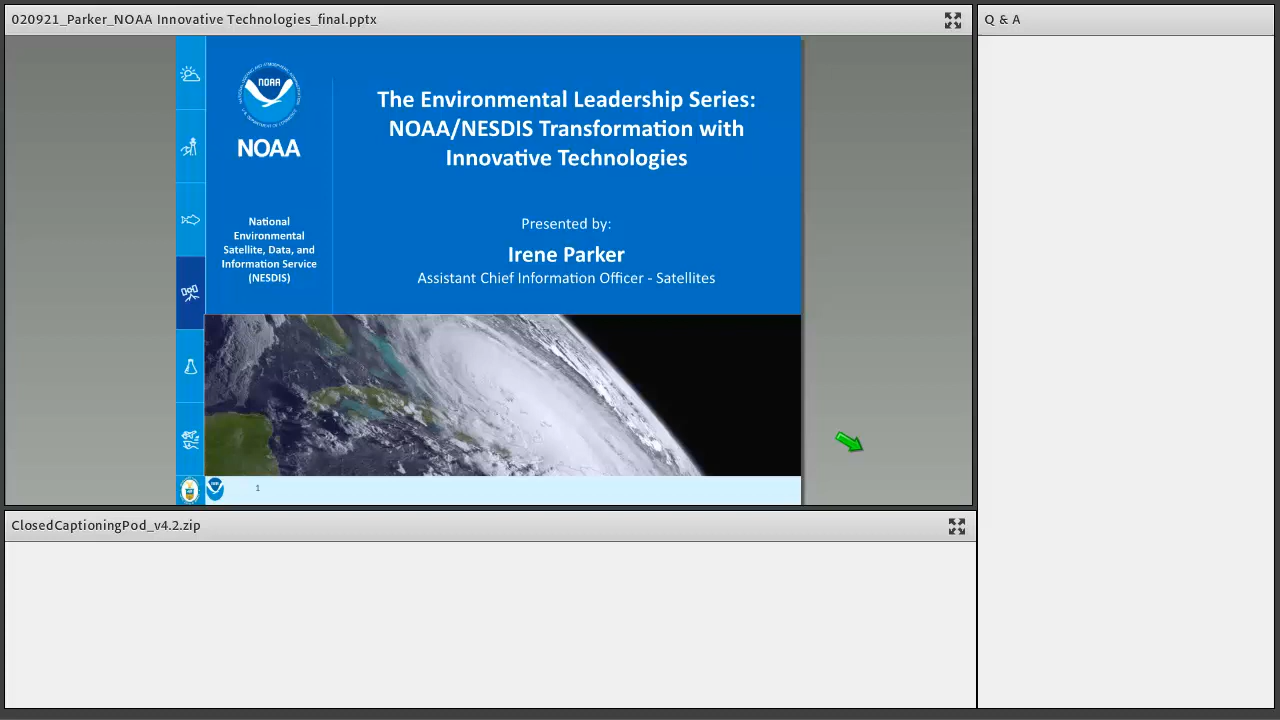 020921_Parker_NOAA Innovative Technologies_final.pptx
Q & A
NOAA
NOAA
The Environmental Leadership Series:
NOAA/NESDIS Transformation with
Innovative Technologies
National
Environmental
Satellite, Data, and
Information Service
(NESDIS)
Presented by:
Irene Parker
Assistant Chief Information Officer - Satellites
1
ClosedCaptioningPod_v4.2.zip